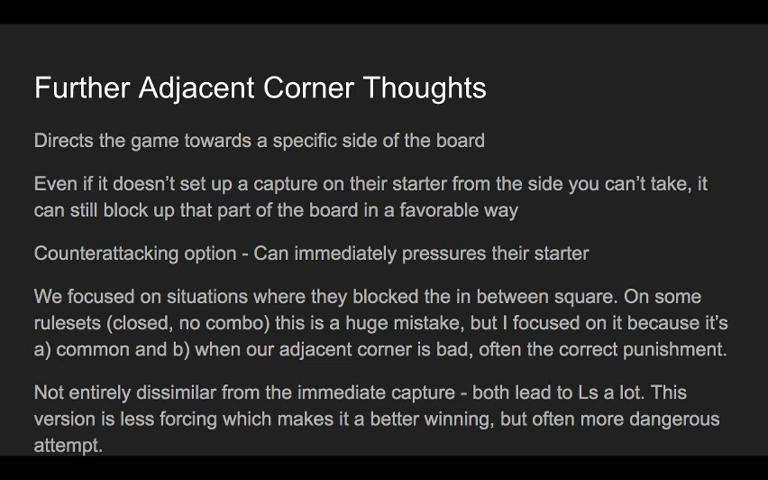 Further Adjacent Corner Thoughts
Directs the game towards a specific side of the board
Even if it doesn't set up a capture on their starter from the side you can't take, it
can still block up that part of the board in a favorable way
Counterattacking option - Can immediately pressures their starter
We focused on situations where they blocked the in between square. On some
rulesets (closed, no combo) this is a huge mistake, but I focused on it because it's
a) common and b) when our adjacent corner is bad, often the correct punishment.
Not entirely dissimilar from the immediate capture - both lead to Ls a lot. This
version is less forcing which makes it a better winning, but often more dangerous
attempt.